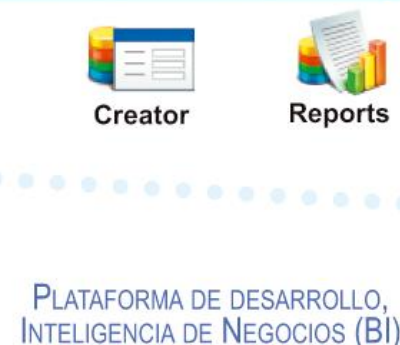 Creator Reports
PLATAFORMA DE DESARROLLO,
INTELIGENCIA DE NEGOCIOS (BI)